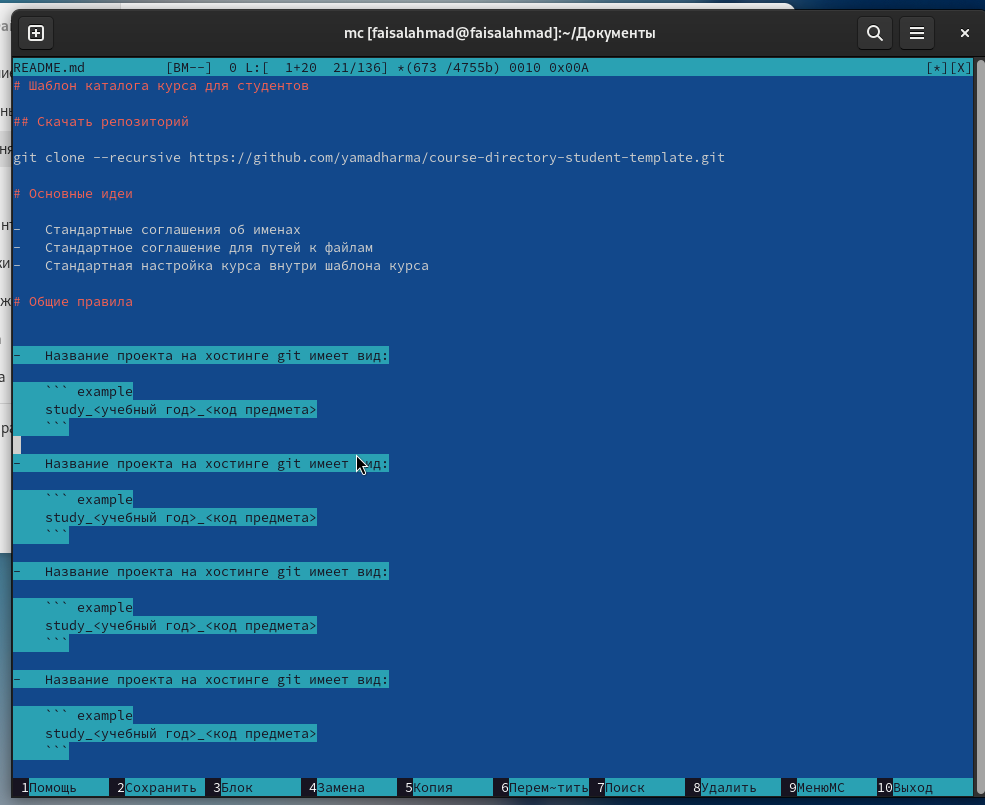 mc [faisalahmad@faisalahmad]:~/Документы
README.md [BM--] 0 L:[ 1+20 21/136] *(673 /4755b) 0010 0x00A [*][X]
# Шаблон каталога курса для студентов
## Скачать репозиторий
git clone --recursive https://github.com/yamadharma/course-directory-student-template.git
# Основные идеи
- Стандартные соглашения об именах
- Стандартное соглашение для путей к файлам
- Стандартная настройка курса внутри шаблона курса
# Общие правила
- Название проекта на хостинге git имеет вид:
``` example
study_<учебный год>_<код предмета>
```
- Название проекта на хостинге git имеет вид:
``` example
study_<учебный год>_<код предмета>
```
- Название проекта на хостинге git имеет вид:
``` example
study_<учебный год>_<код предмета>
```
- Название проекта на хостинге git имеет вид:
``` example
study_<учебный год>_<код предмета>
```
1Помощь 2Сохранить 3Блок 4Замена 5Копия 6Перем~тить 7Поиск 8Удалить 9МенюMC 10Выход